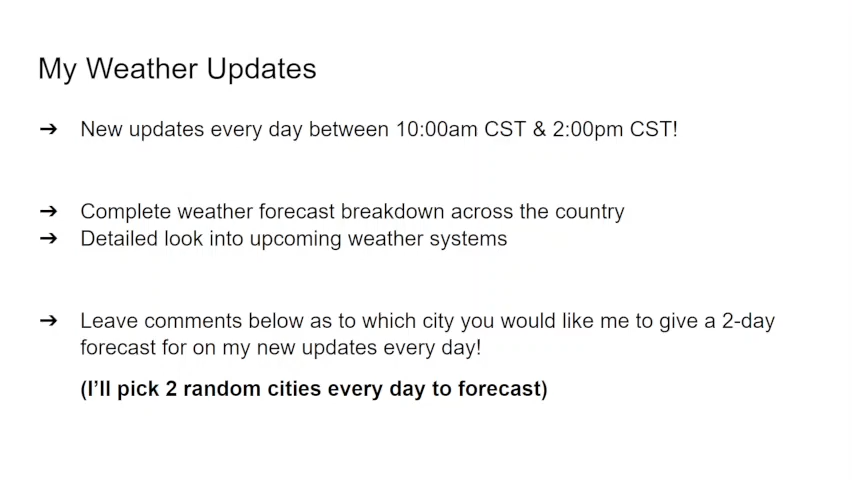 My Weather Updates
➔ New updates every day between 10:00am CST & 2:00pm CST!
➔ Complete weather forecast breakdown across the country
➔ Detailed look into upcoming weather systems
➔ Leave comments below as to which city you would like me to give a 2-day
forecast for on my new updates every day!
(I’ll pick 2 random cities every day to forecast)